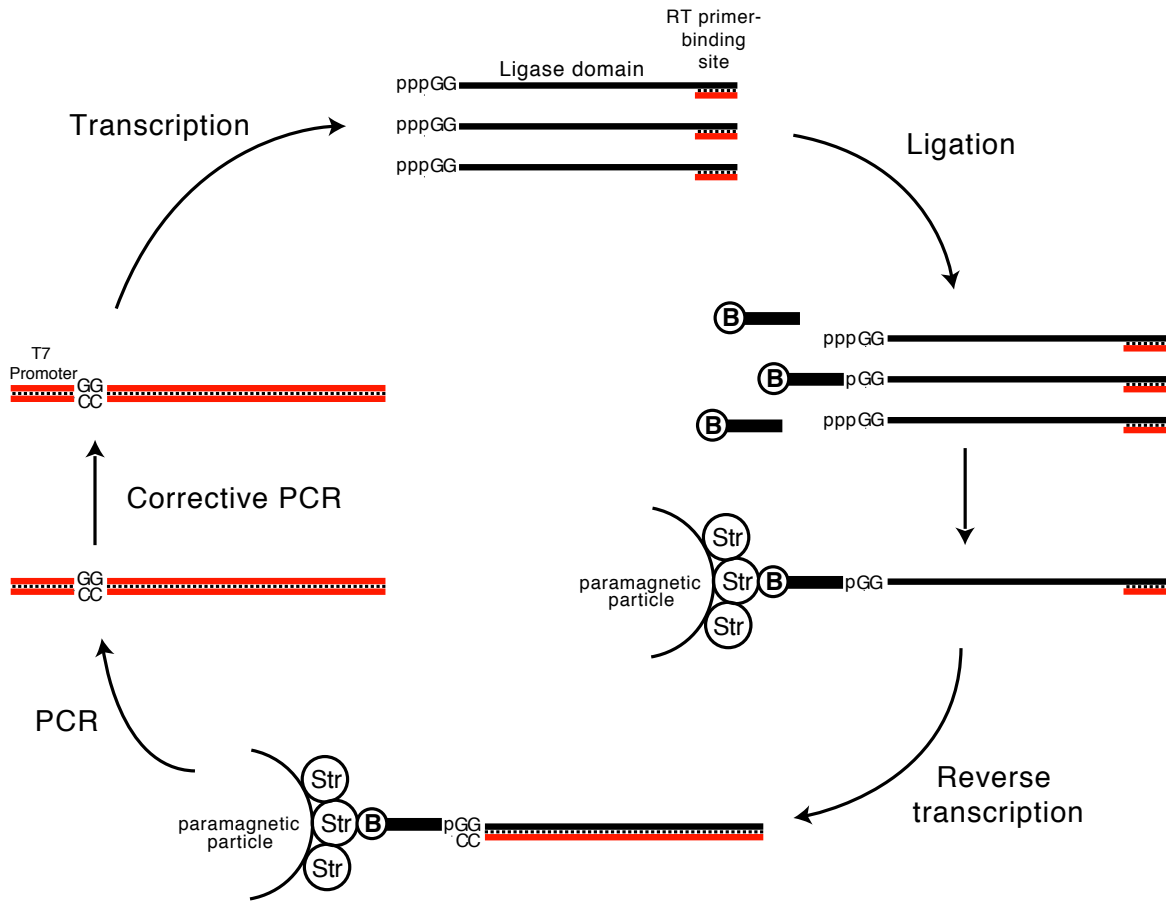 RT primer-
binding
site
Ligase domain
pppGG
pppGG
pppGG
Transcription
Ligation
B
pppGG
B
pGG
B
pppGG
T7
Promoter
GG
CC
Corrective PCR
Str
Str
Str
B
pGG
paramagnetic
particle
GG
CC
PCR
Reverse
transcription
Str
Str
Str
B
pGG
CC
paramagnetic
particle